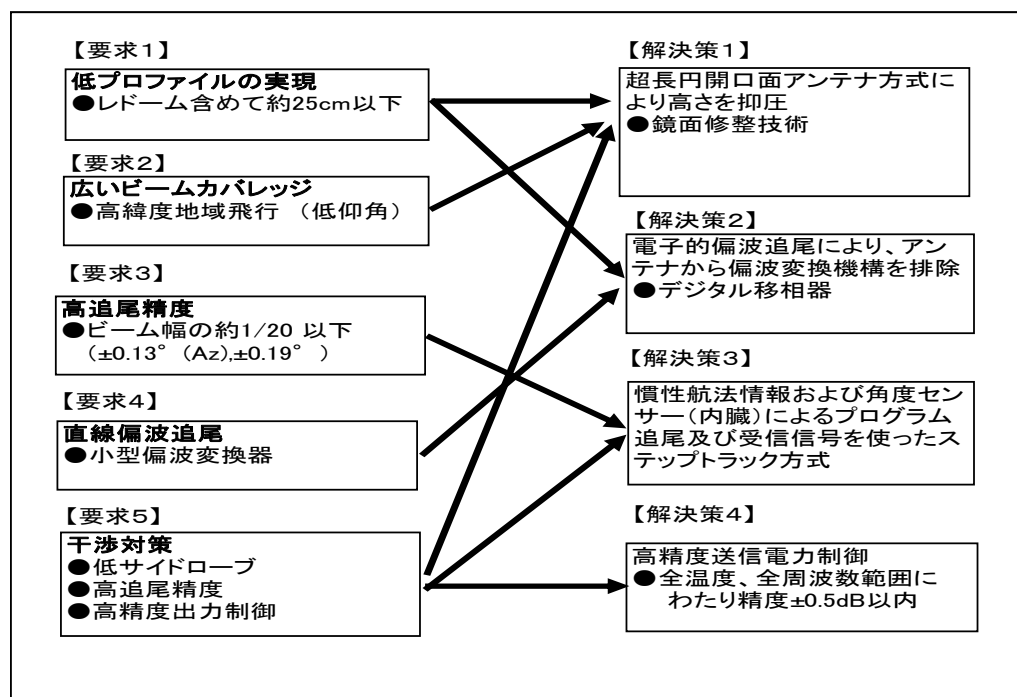 【要求1】
低プロファイルの実現
●レドーム含めて約25cm以下
【要求2】
広いビームカバレッジ
●高緯度地域飛行 （低仰角）
【要求3】
高追尾精度
●ビーム幅の約1/20 以下
（±0.13°（Az),±0.19° ）
【要求4】
直線偏波追尾
●小型偏波変換器
【要求5】
干渉対策
●低サイドローブ
●高追尾精度
●高精度出力制御
【解決策1】
超長円開口面アンテナ方式に
より高さを抑圧
●鏡面修整技術
【解決策2】
電子的偏波追尾により、アン
テナから偏波変換機構を排除
●デジタル移相器
【解決策3】
慣性航法情報および角度セン
サー（内臓）によるプログラム
追尾及び受信信号を使ったス
テップトラック方式
【解決策4】
高精度送信電力制御
●全温度、全周波数範囲に
わたり精度±0.5dB以内